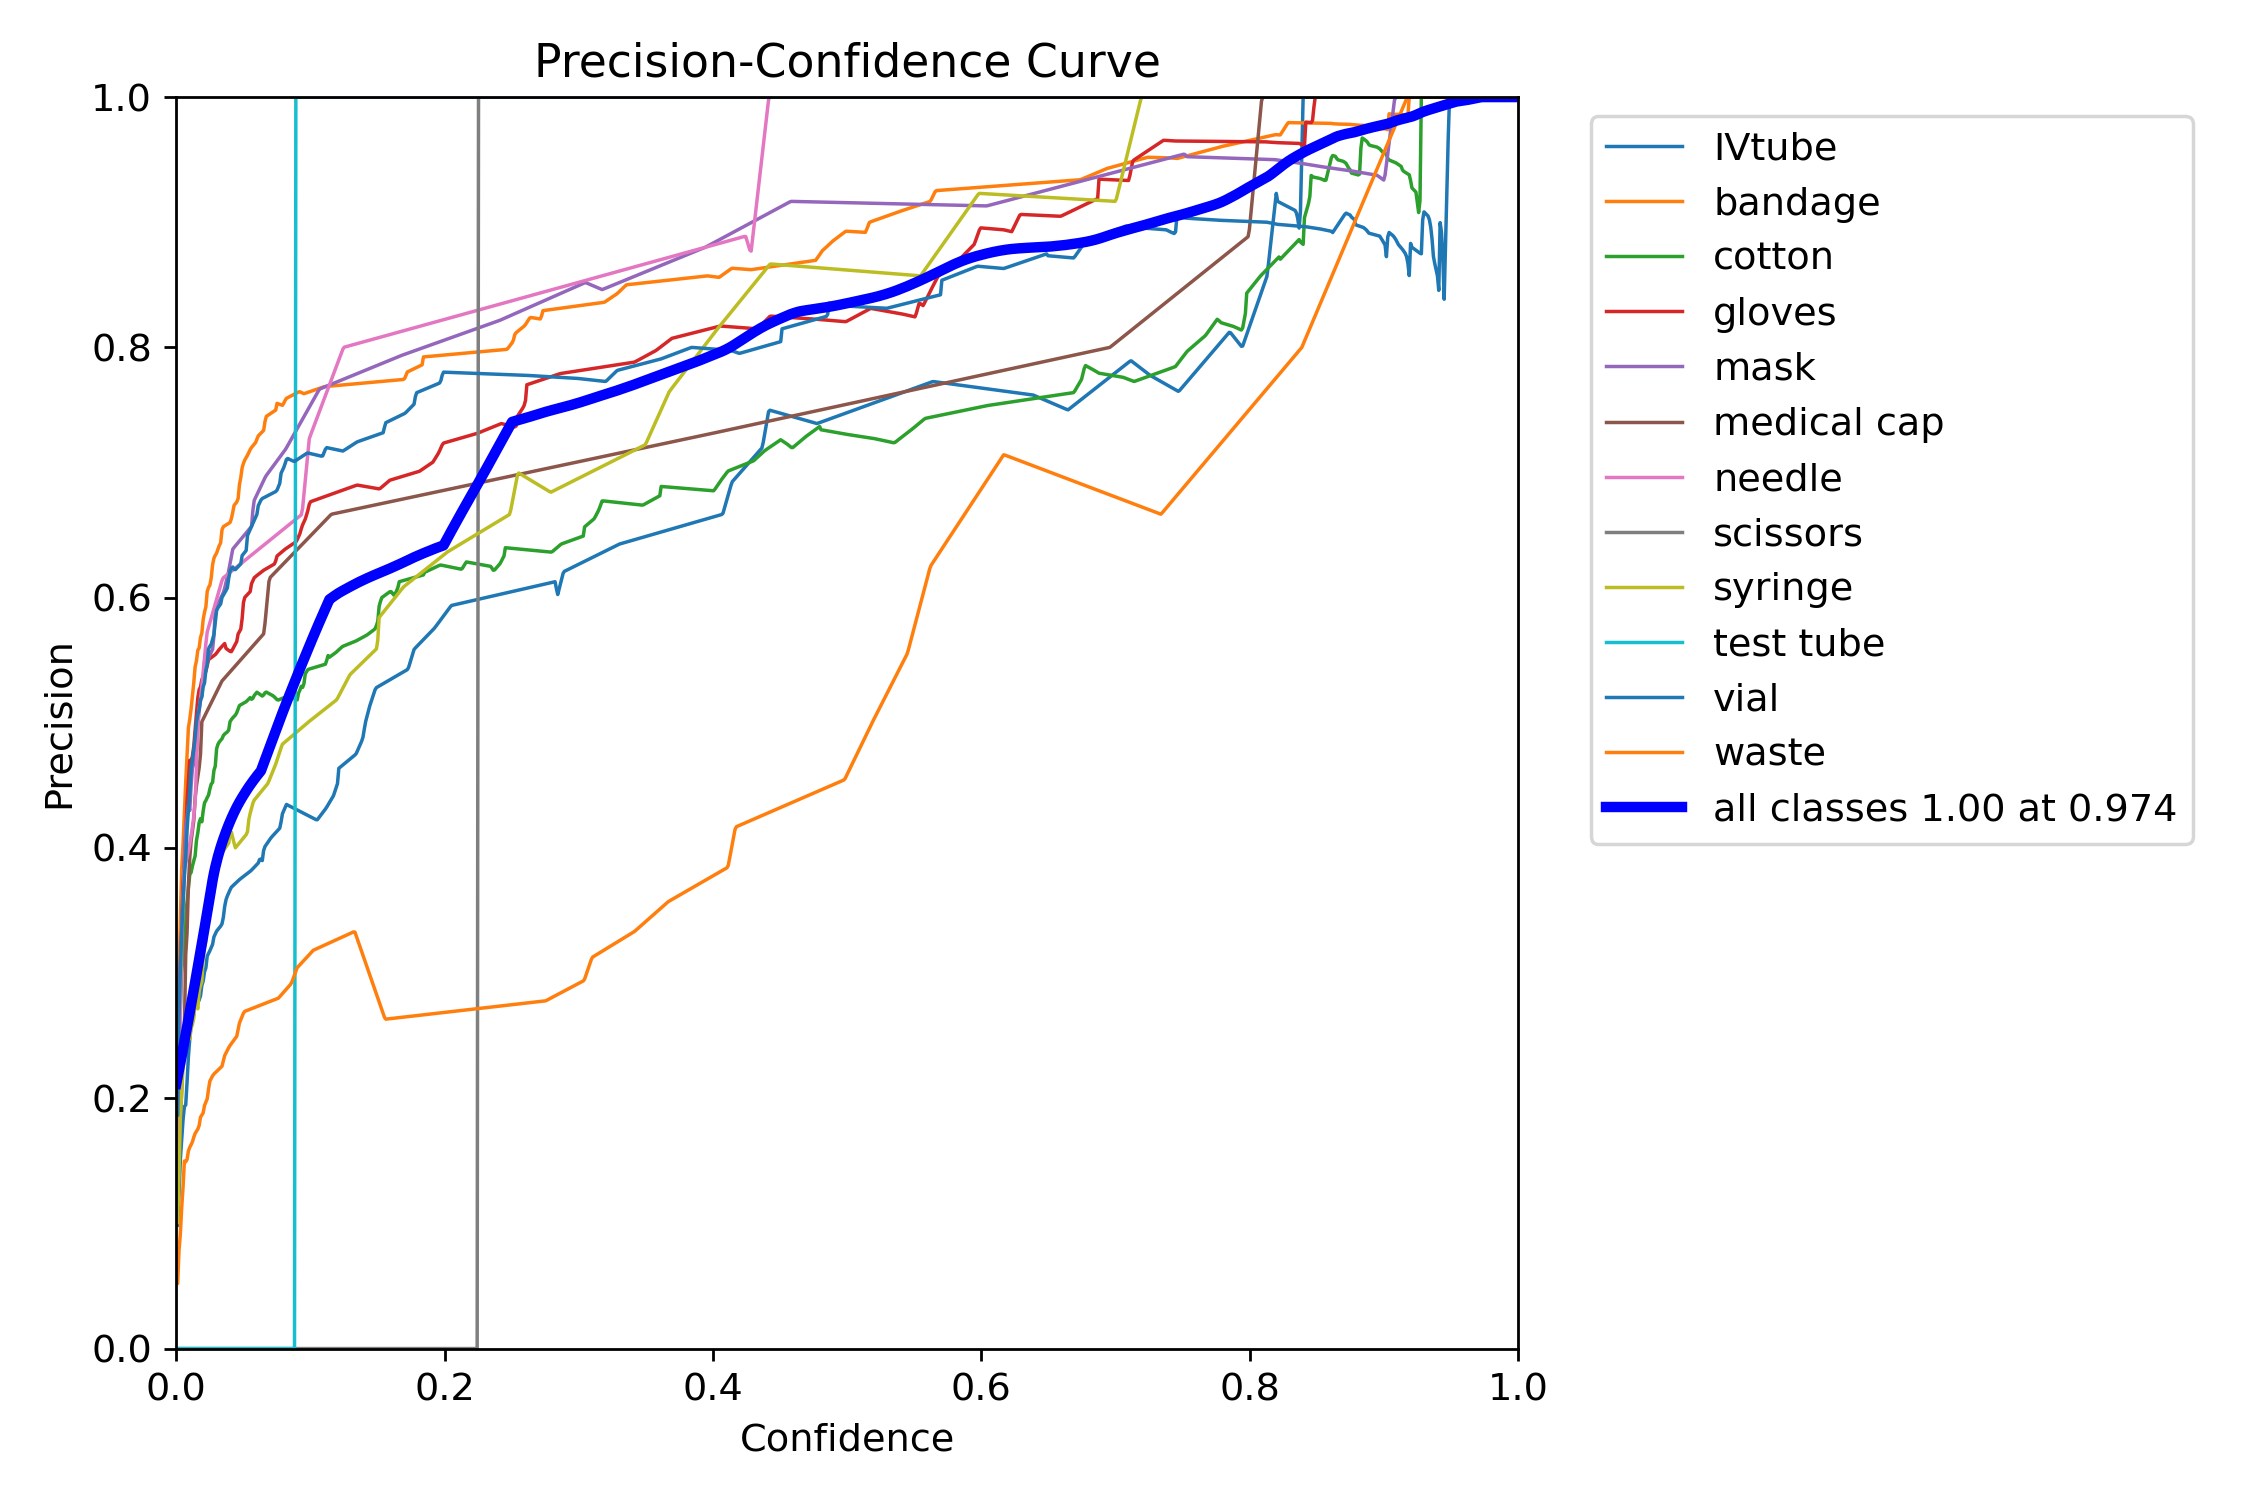 Precision-Confidence Curve
1.0
0.8
0.6
0.4
0.2
0.0
Precision
0.0 0.2 0.4 0.6 0.8 1.0
Confidence
IVtube
bandage
cotton
gloves
mask
medical cap
needle
scissors
syringe
test tube
vial
waste
all classes 1.00 at 0.974